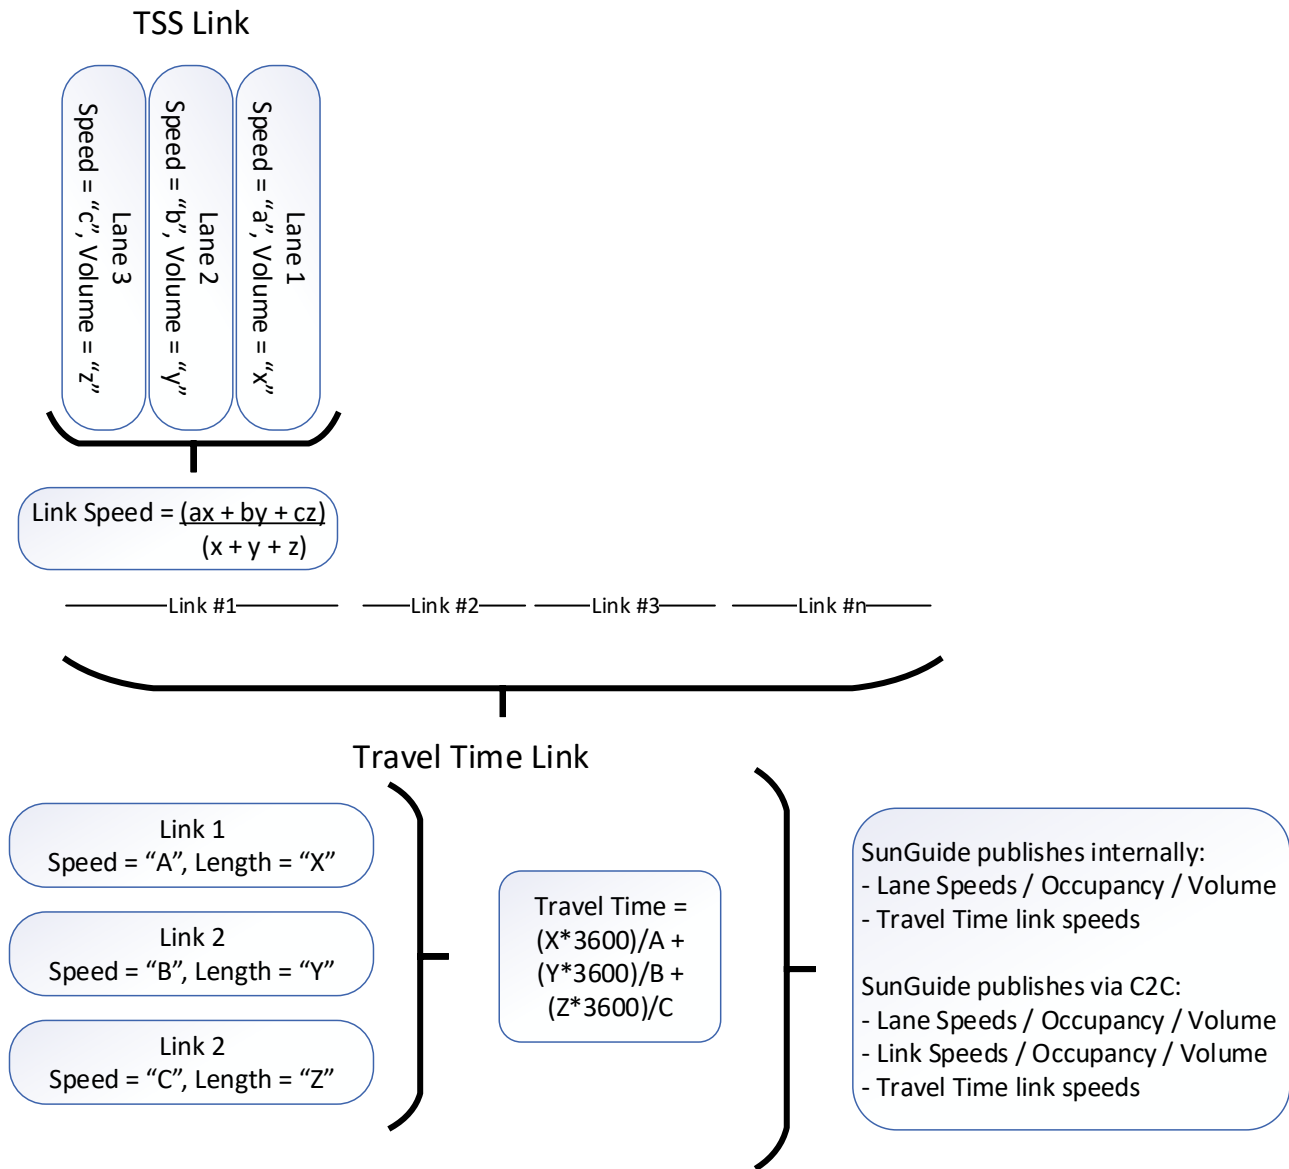 TSS Link
Lane 3
Speed = “c”, Volume = “z”
Lane 2
Speed = “b”, Volume = “y”
Lane 1
Speed = “a”, Volume = “x”
Link Speed = (ax + by + cz)
(x + y + z)
Link #1 Link #2 Link #3 Link #n
Travel Time Link
Link 1
Speed = “A”, Length = “X”
Link 2
Speed = “B”, Length = “Y”
Link 2
Speed = “C”, Length = “Z”
Travel Time =
(X*3600)/A +
(Y*3600)/B +
(Z*3600)/C
SunGuide publishes internally:
- Lane Speeds / Occupancy / Volume
- Travel Time link speeds
SunGuide publishes via C2C:
- Lane Speeds / Occupancy / Volume
- Link Speeds / Occupancy / Volume
- Travel Time link speeds